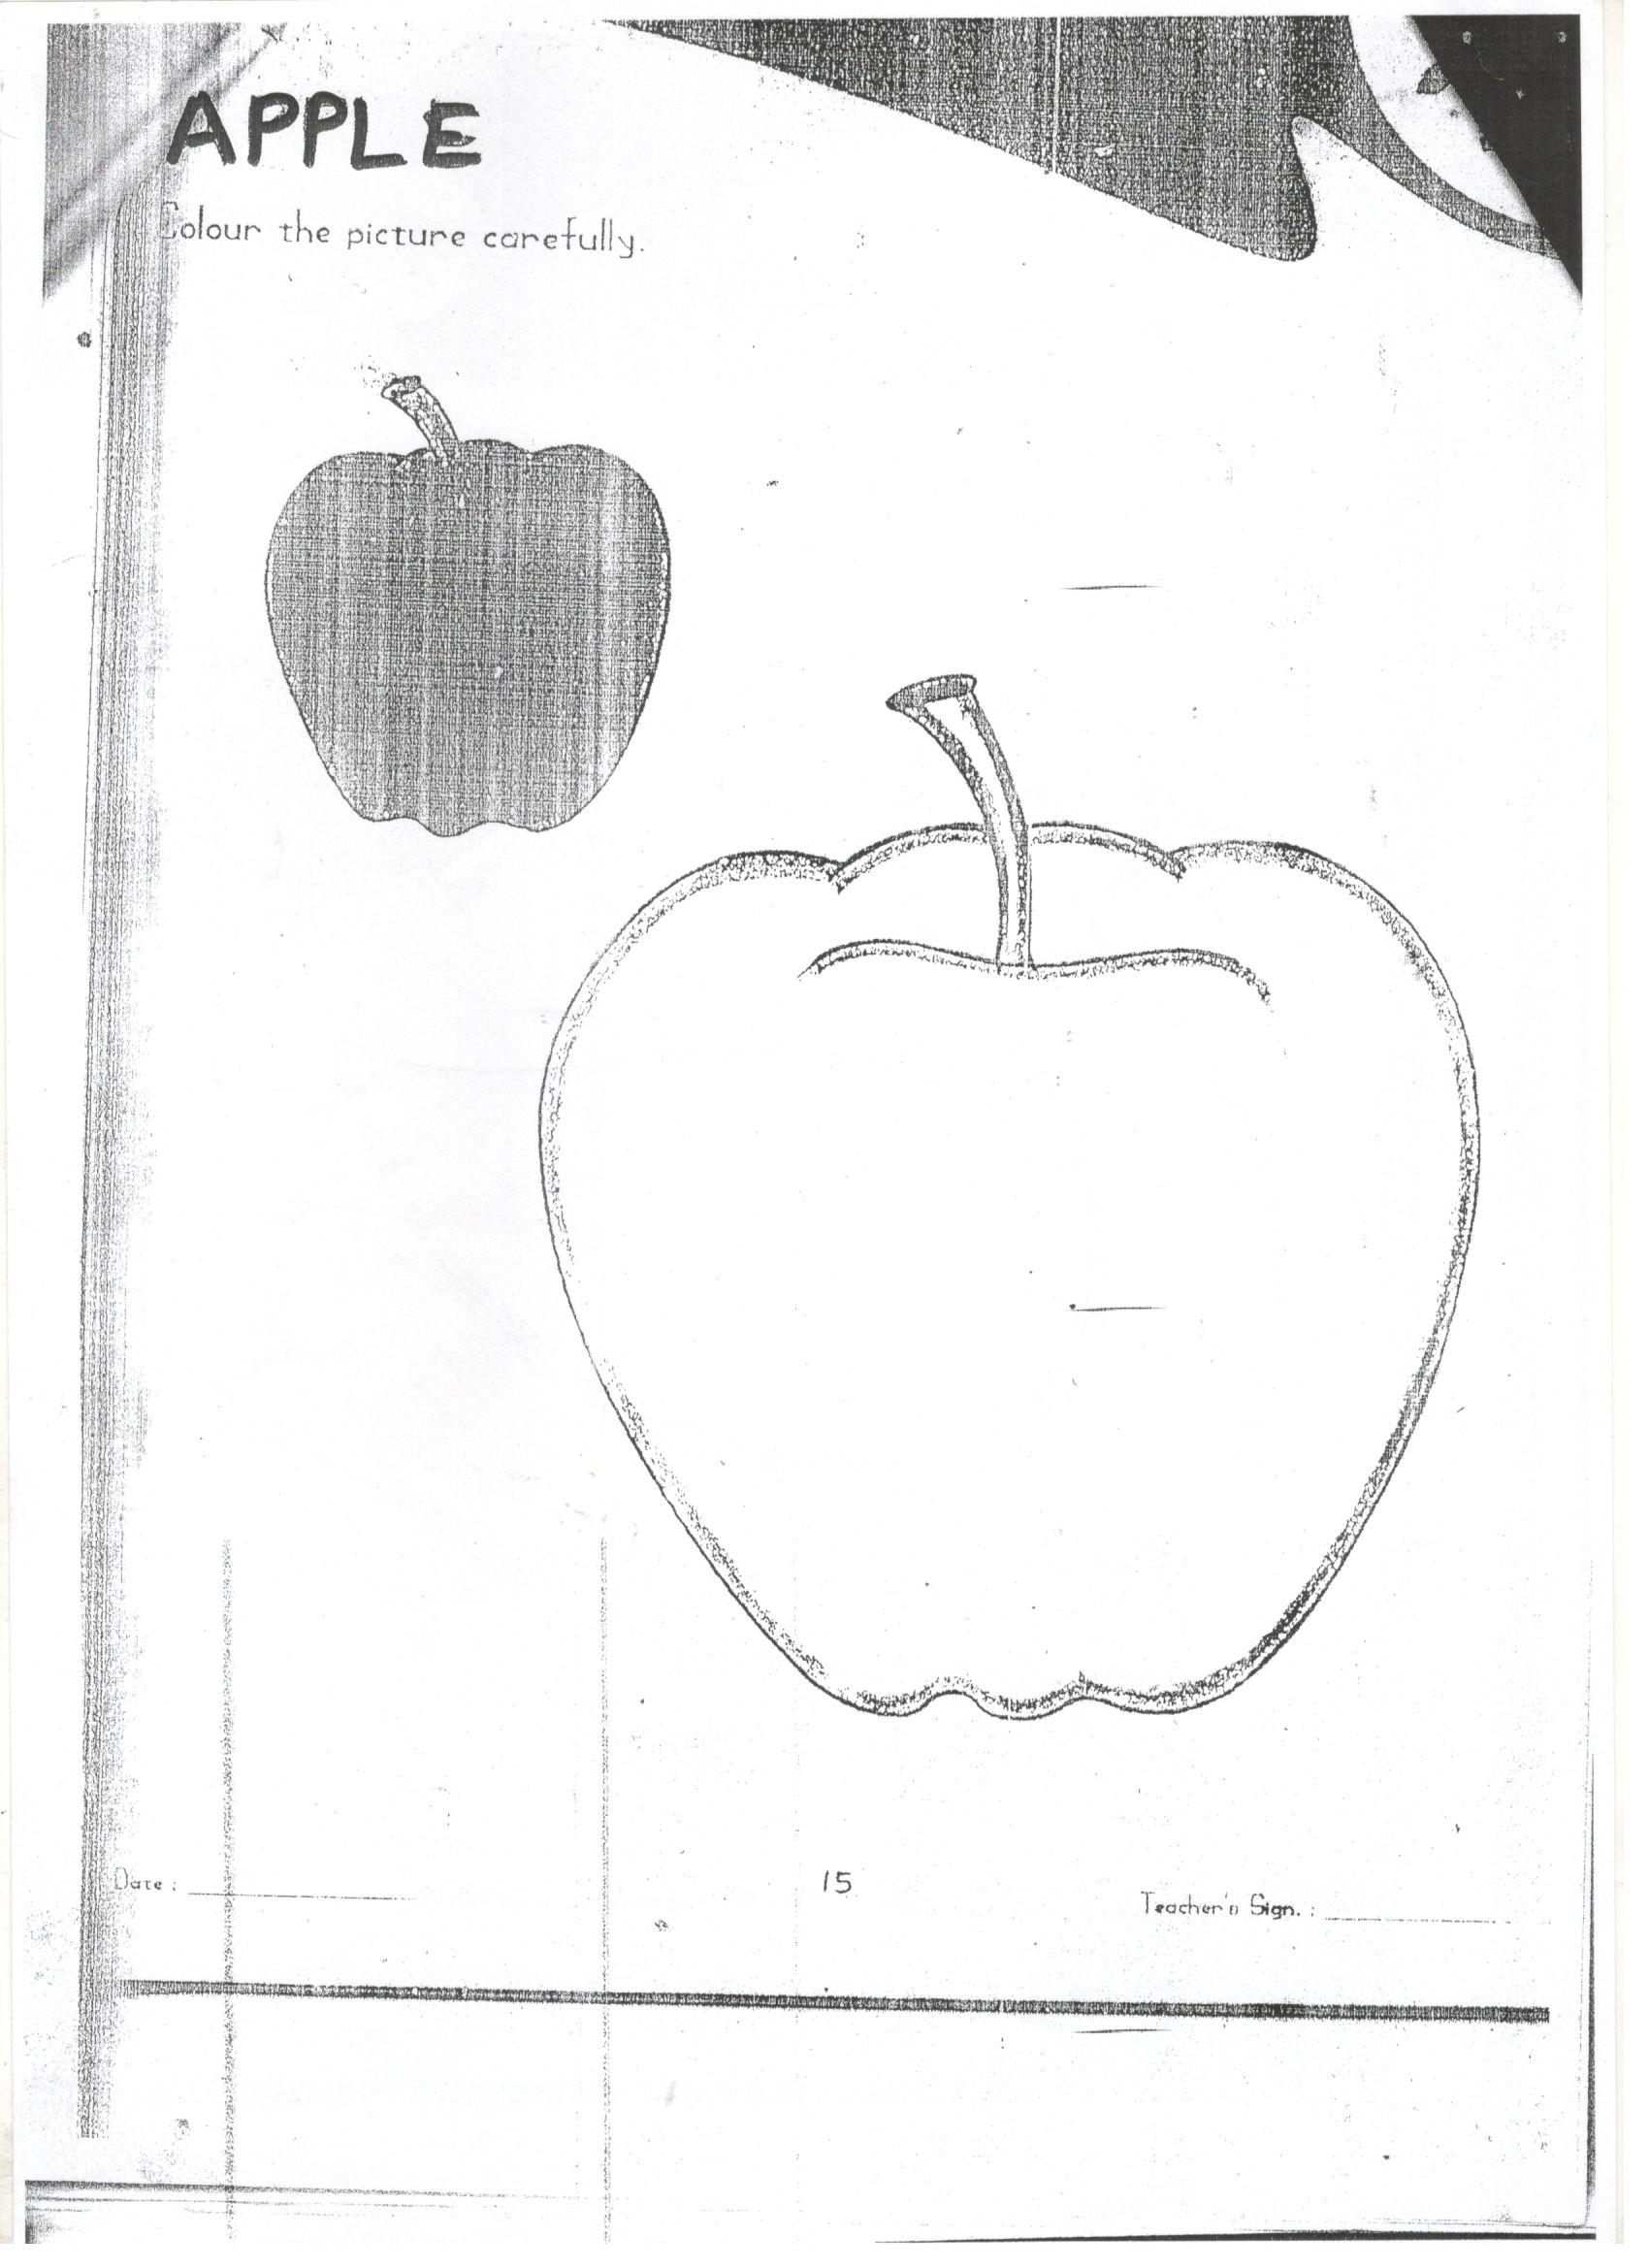 APPLE
Colour the picture carefully.
Date :
15
Teacher's Sign. :